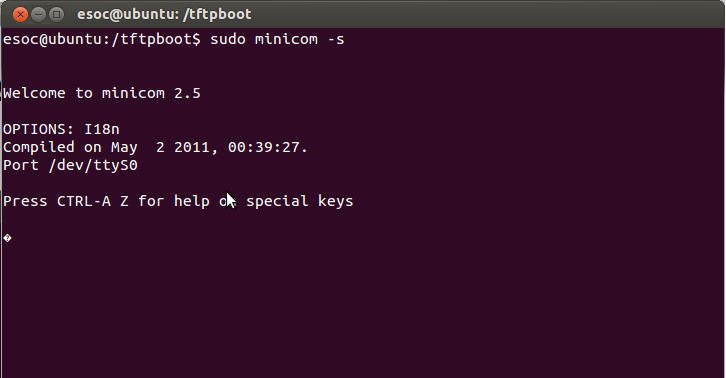 esoc@ubuntu: /tftpboot
esoc@ubuntu:/tftpboot$ sudo minicom -s
Welcome to minicom 2.5
OPTIONS: I18n
Compiled on May  2 2011, 00:39:27.
Port /dev/ttyS0
Press CTRL-A Z for help on special keys
�